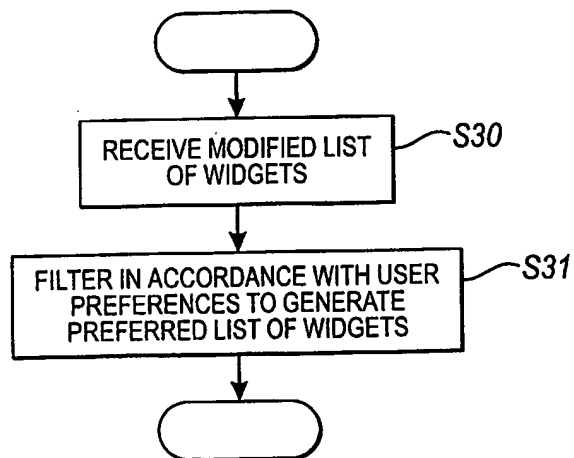 RECEIVE MODIFIED LIST
OF WIDGETS
S30
FILTER IN ACCORDANCE WITH USER
PREFERENCES TO GENERATE
PREFERRED LIST OF WIDGETS
S31